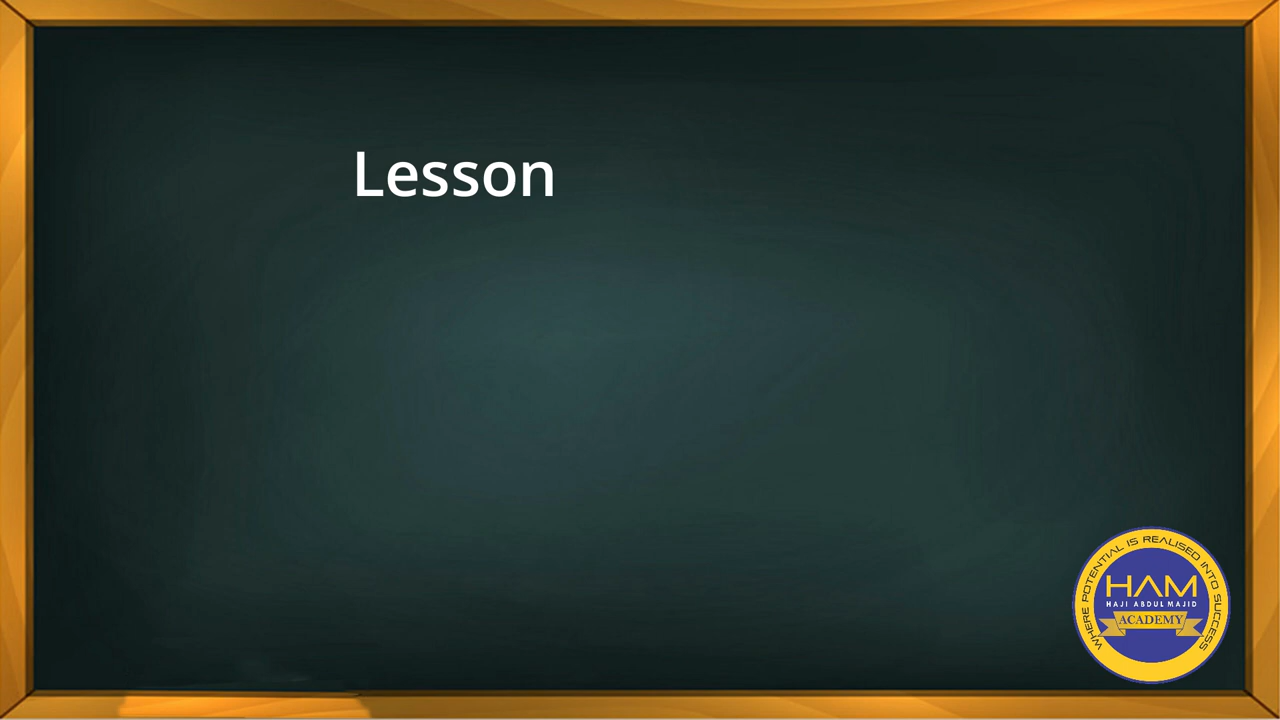 Lesson
WHERE POTENTIAL IS REALISED INTO SUCCESS
HAM
HAJI ABDUL MAJID
ACADEMY